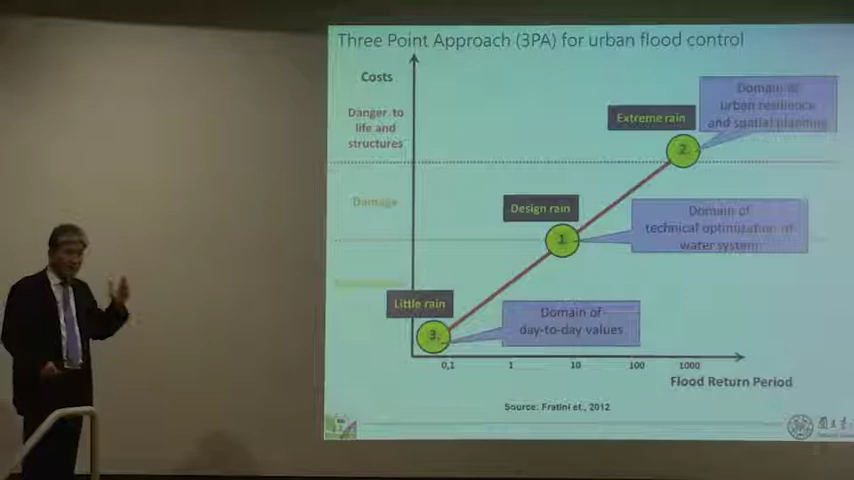 Three Point Approach (3PA) for urban flood control
Costs
Danger to
life and
structures
Damage
Extreme rain
2.
Domain of
urban resilience
and spatial planning
Design rain
1.
Domain of
technical optimization of
water system
Little rain
3.
Domain of
day-to-day values
0,1
1
10
100
1000
Flood Return Period
Source: Fratini et., 2012